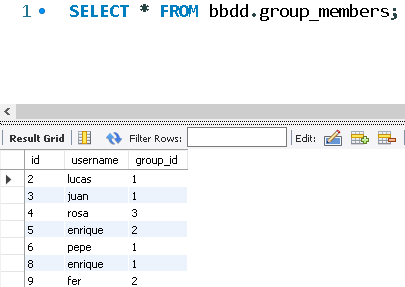 1 SELECT * FROM bbdd.group_members;
Result Grid Filter Rows: Edit:
id username group_id
2 lucas 1
3 juan 1
4 rosa 3
5 enrique 2
6 pepe 1
8 enrique 1
9 fer 2